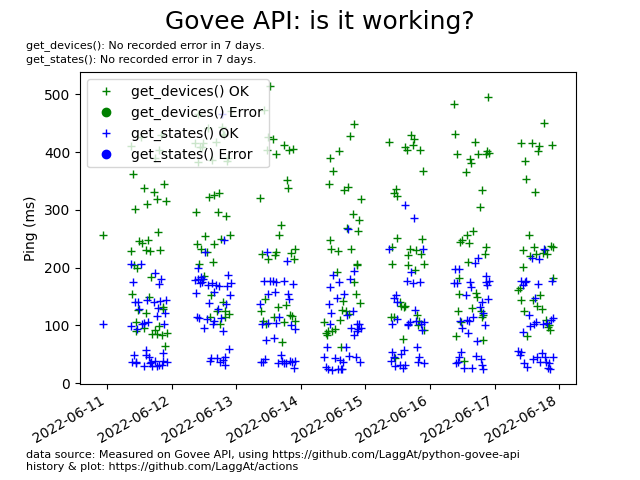 Govee API: is it working?
get_devices(): No recorded error in 7 days.
get_states(): No recorded error in 7 days.
get_devices() OK
get_devices() Error
get_states() OK
get_states() Error
Ping (ms)
500
400
300
200
100
0
2022-06-11
2022-06-12
2022-06-13
2022-06-14
2022-06-15
2022-06-16
2022-06-17
2022-06-18
data source: Measured on Govee API, using https://github.com/LaggAt/python-govee-api
history & plot: https://github.com/LaggAt/actions